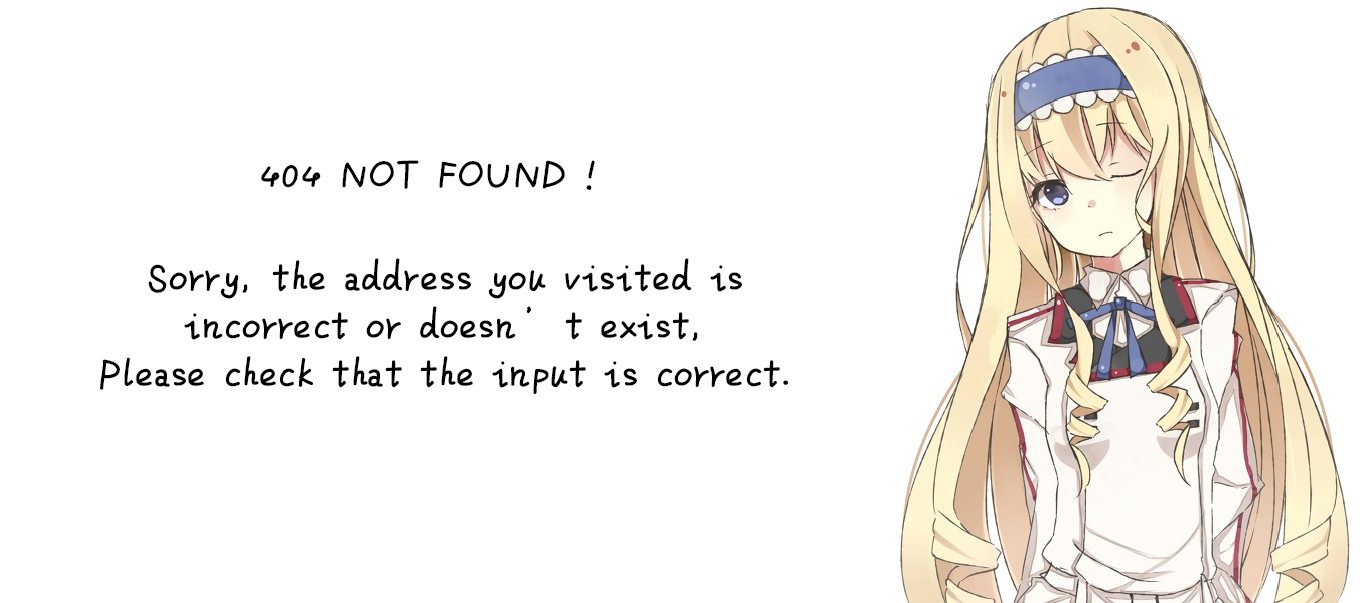 404 NOT FOUND !
Sorry, the address you visited is
incorrect or doesn’ t exist,
Please check that the input is correct.